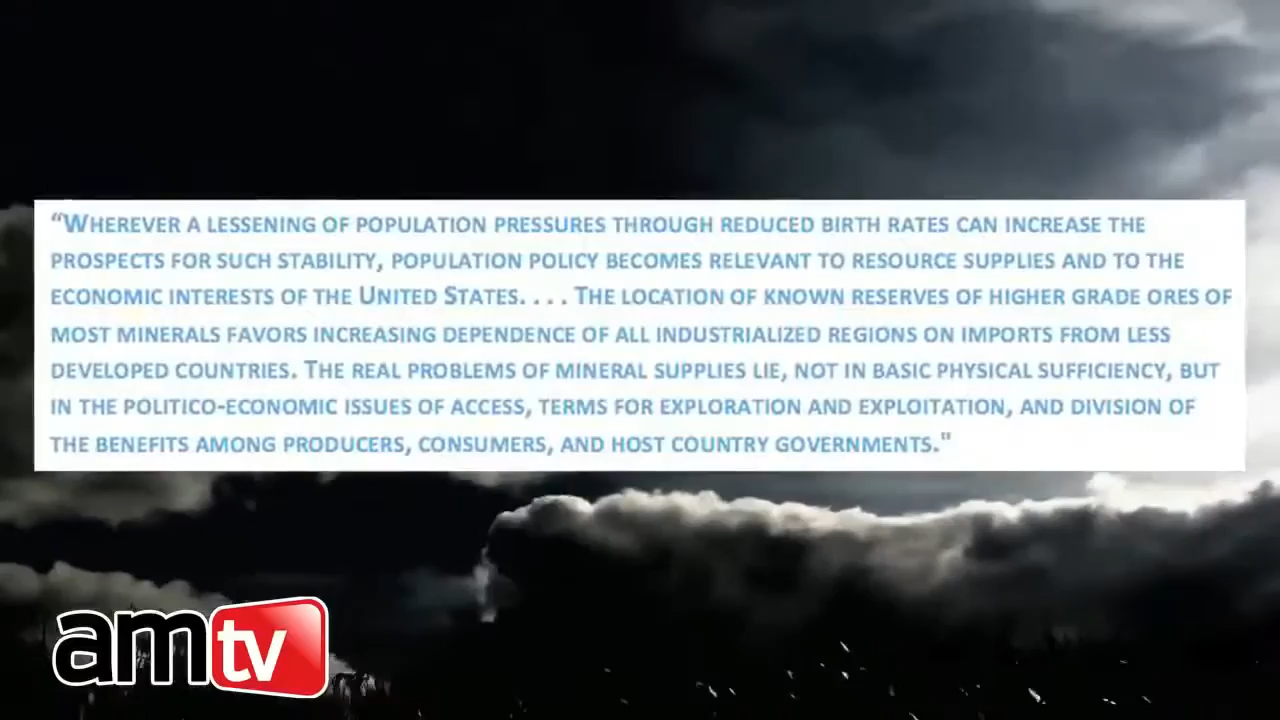 “WHEREVER A LESSENING OF POPULATION PRESSURES THROUGH REDUCED BIRTH RATES CAN INCREASE THE
PROSPECTS FOR SUCH STABILITY, POPULATION POLICY BECOMES RELEVANT TO RESOURCE SUPPLIES AND TO THE
ECONOMIC INTERESTS OF THE UNITED STATES. . . . THE LOCATION OF KNOWN RESERVES OF HIGHER GRADE ORES OF
MOST MINERALS FAVORS INCREASING DEPENDENCE OF ALL INDUSTRIALIZED REGIONS ON IMPORTS FROM LESS
DEVELOPED COUNTRIES. THE REAL PROBLEMS OF MINERAL SUPPLIES LIE, NOT IN BASIC PHYSICAL SUFFICIENCY, BUT
IN THE POLITICO-ECONOMIC ISSUES OF ACCESS, TERMS FOR EXPLORATION AND EXPLOITATION, AND DIVISION OF
THE BENEFITS AMONG PRODUCERS, CONSUMERS, AND HOST COUNTRY GOVERNMENTS."
amtv